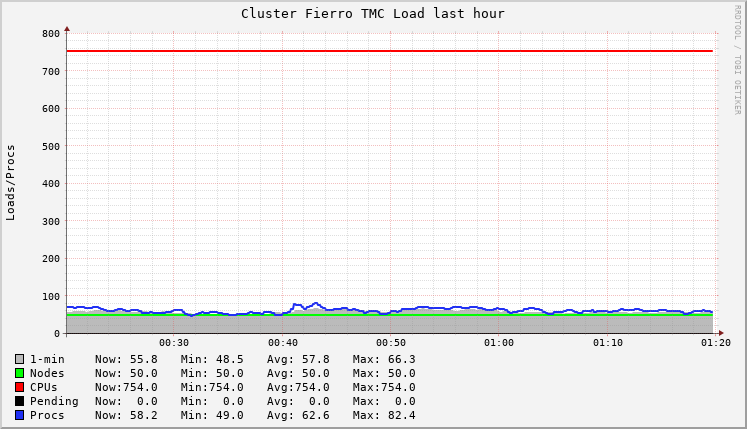 Cluster Fierro TMC Load last hour
RRDTOOL / TOBI OETIKER
Loads/Procs
800
700
600
500
400
300
200
100
0
00:30 00:40 00:50 01:00 01:10 01:20
1-min Now: 55.8 Min: 48.5 Avg: 57.8 Max: 66.3
Nodes Now: 50.0 Min: 50.0 Avg: 50.0 Max: 50.0
CPUs Now:754.0 Min:754.0 Avg:754.0 Max:754.0
Pending Now: 0.0 Min: 0.0 Avg: 0.0 Max: 0.0
Procs Now: 58.2 Min: 49.0 Avg: 62.6 Max: 82.4